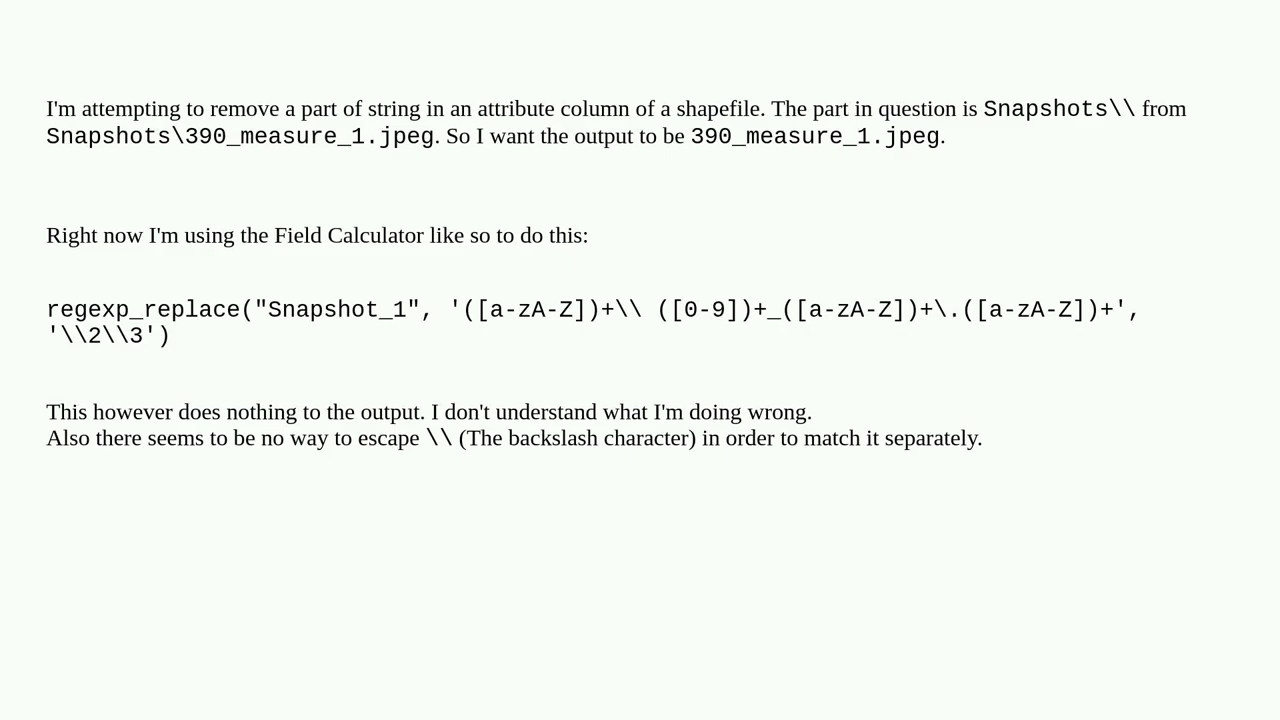 I'm attempting to remove a part of string in an attribute column of a shapefile. The part in question is Snapshots\\ from
Snapshots\390_measure_1.jpeg. So I want the output to be 390_measure_1.jpeg.
Right now I'm using the Field Calculator like so to do this:
regexp_replace("Snapshot_1", '([a-zA-Z])+\\ ([0-9])+_([a-zA-Z])+\.([a-zA-Z])+',
'\\2\\3')
This however does nothing to the output. I don't understand what I'm doing wrong.
Also there seems to be no way to escape \\ (The backslash character) in order to match it separately.